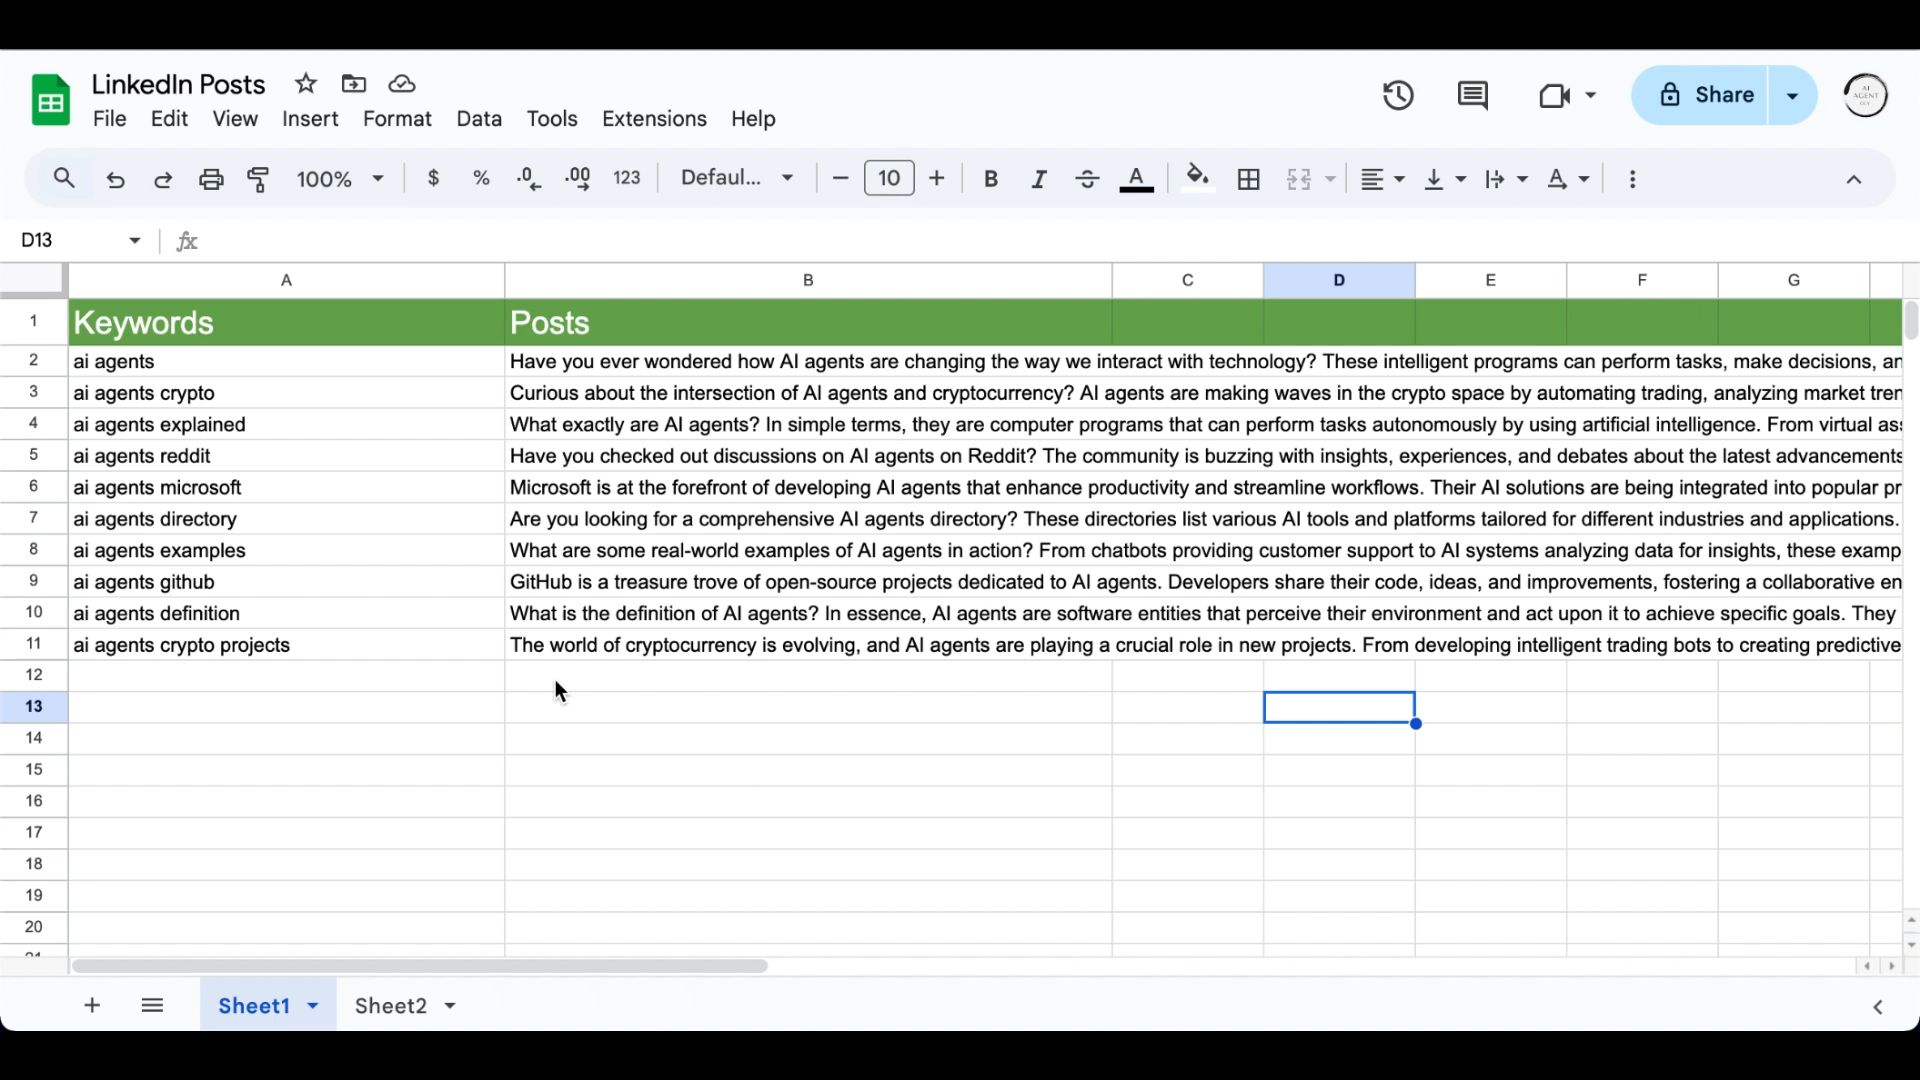 LinkedIn Posts
File Edit View Insert Format Data Tools Extensions Help
Share
AI AGENT
100% $ % .0 .00 123 Defaul... 10 B I A A
D13 fx
A B C D E F G
1 Keywords Posts
2 ai agents Have you ever wondered how AI agents are changing the way we interact with technology? These intelligent programs can perform tasks, make decisions, an
3 ai agents crypto Curious about the intersection of AI agents and cryptocurrency? AI agents are making waves in the crypto space by automating trading, analyzing market tren
4 ai agents explained What exactly are AI agents? In simple terms, they are computer programs that can perform tasks autonomously by using artificial intelligence. From virtual ass
5 ai agents reddit Have you checked out discussions on AI agents on Reddit? The community is buzzing with insights, experiences, and debates about the latest advancements
6 ai agents microsoft Microsoft is at the forefront of developing AI agents that enhance productivity and streamline workflows. Their AI solutions are being integrated into popular pr
7 ai agents directory Are you looking for a comprehensive AI agents directory? These directories list various AI tools and platforms tailored for different industries and applications.
8 ai agents examples What are some real-world examples of AI agents in action? From chatbots providing customer support to AI systems analyzing data for insights, these examp
9 ai agents github GitHub is a treasure trove of open-source projects dedicated to AI agents. Developers share their code, ideas, and improvements, fostering a collaborative en
10 ai agents definition What is the definition of AI agents? In essence, AI agents are software entities that perceive their environment and act upon it to achieve specific goals. They
11 ai agents crypto projects The world of cryptocurrency is evolving, and AI agents are playing a crucial role in new projects. From developing intelligent trading bots to creating predictive
12
13
14
15
16
17
18
19
20
21
Sheet1 Sheet2